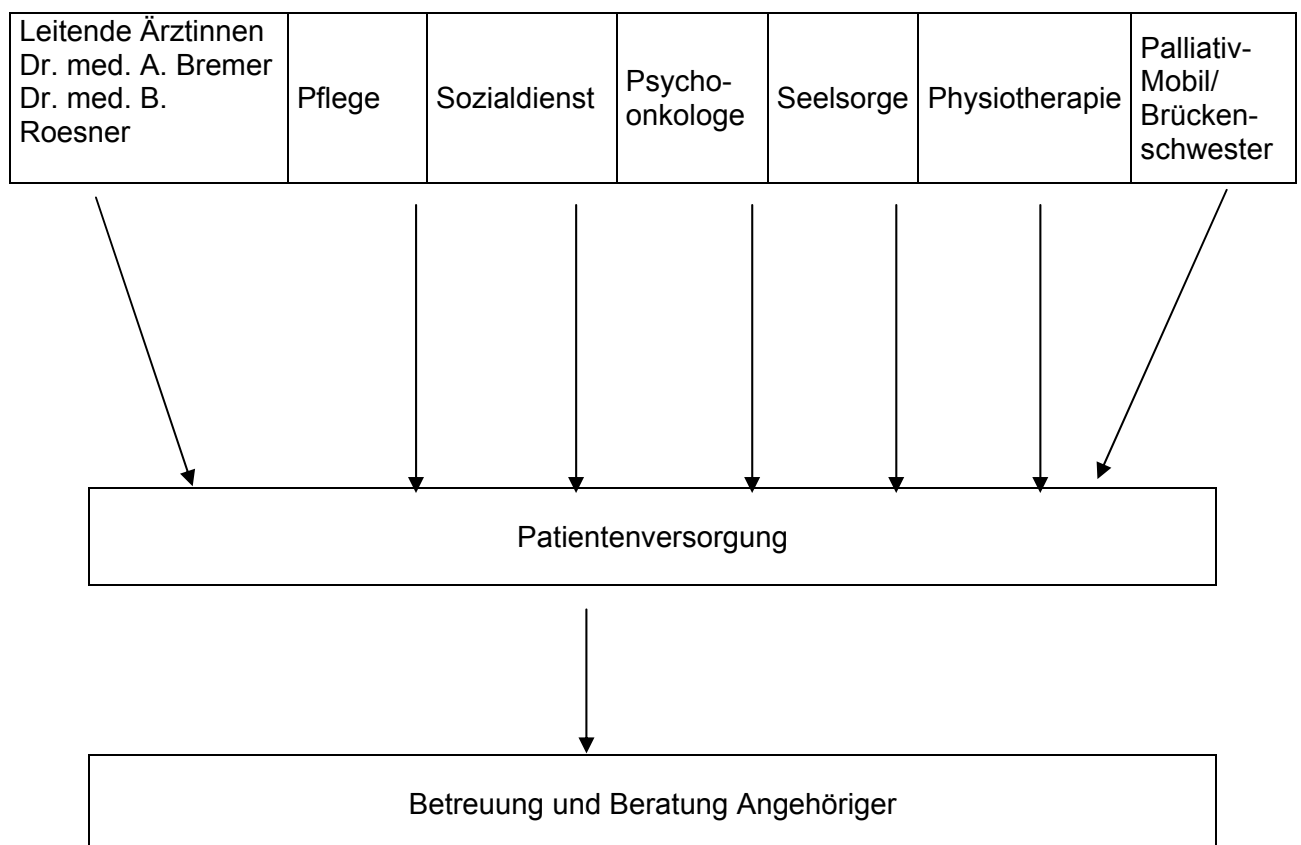 Leitende Ärztinnen
Dr. med. A. Bremer
Dr. med. B.
Roesner
Pflege
Sozialdienst
Psycho-
onkologe
Seelsorge
Physiotherapie
Palliativ-
Mobil/
Brücken-
schwester
Patientenversorgung
Betreuung und Beratung Angehöriger